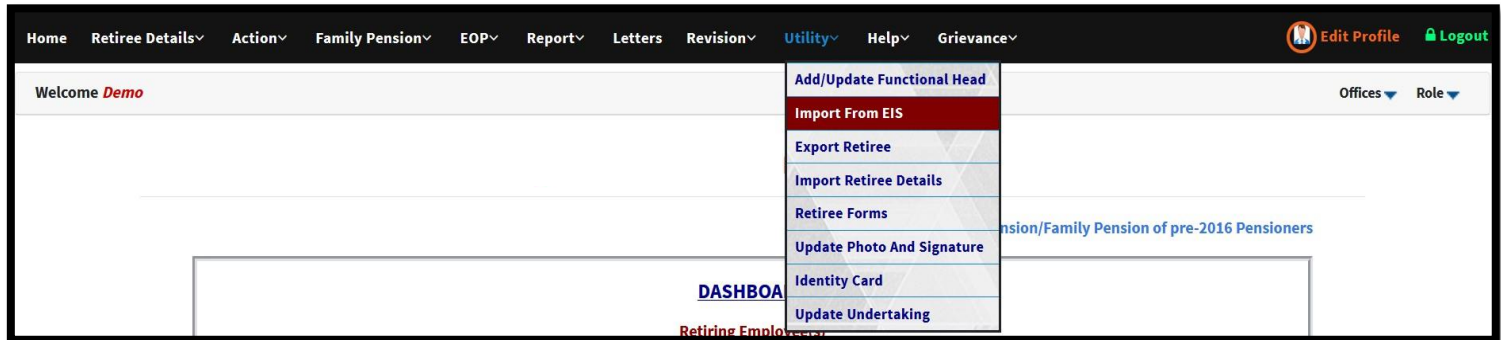 Home Retiree Details Action Family Pension EOP Report Letters Revision Utility Help Grievance Edit Profile Logout
Welcome Demo Offices Role
Add/Update Functional Head
Import From EIS
Export Retiree
Import Retiree Details
Retiree Forms
nsion/Family Pension of pre-2016 Pensioners
Update Photo And Signature
Identity Card
DASHBOA
Update Undertaking
Retiring